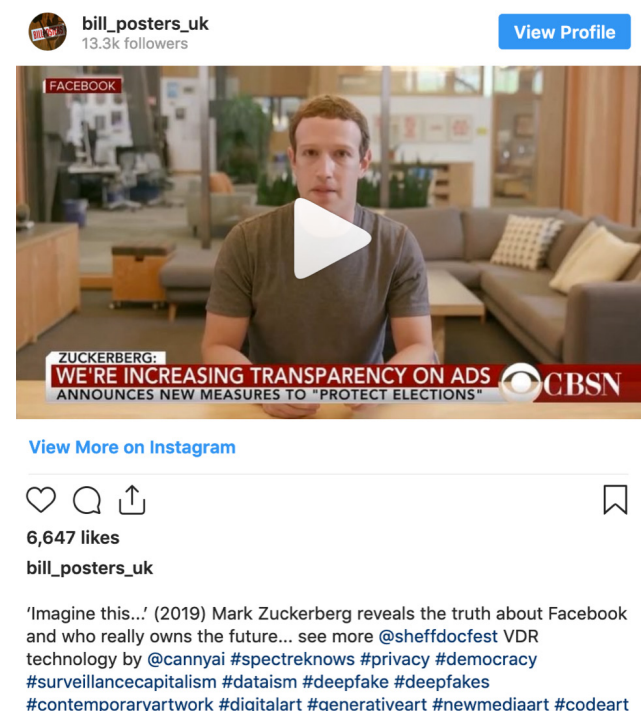 bill_posters_uk
13.3k followers
View Profile
FACEBOOK
ZUCKERBERG:
WE'RE INCREASING TRANSPARENCY ON ADS
ANNOUNCES NEW MEASURES TO "PROTECT ELECTIONS"
CBSN
View More on Instagram
6,647 likes
bill_posters_uk
‘Imagine this...’ (2019) Mark Zuckerberg reveals the truth about Facebook
and who really owns the future... see more @sheffdocfest VDR
technology by @cannyai #spectreknows #privacy #democracy
#surveillancecapitalism #dataism #deepfake #deepfakes
#contemporaryartwork #digitalart #generativeart #newmediaart #codeart